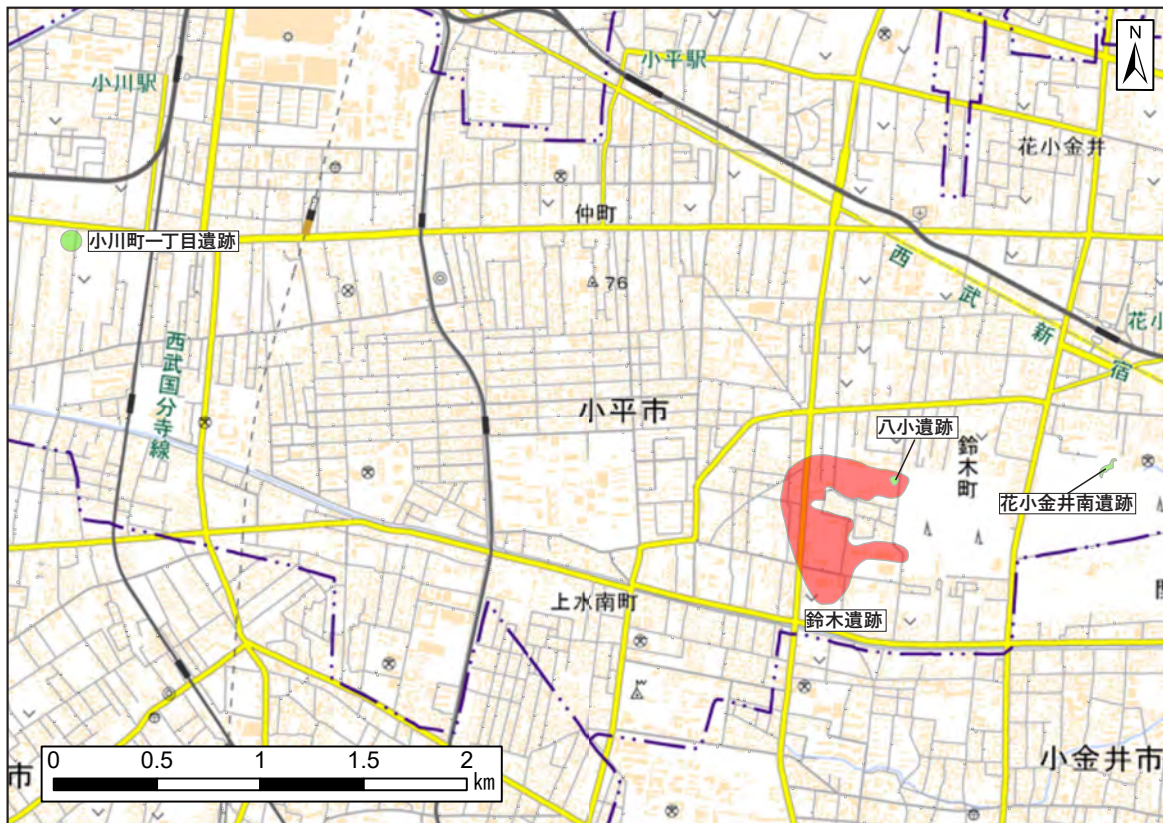 N
小川駅
小平駅
花小金井
仲町
小川町一丁目遺跡
西武新宿
76
花小
西武国分寺線
小平市
八小遺跡
鈴木町
花小金井南遺跡
上水南町
鈴木遺跡
小金井市
市
0 0.5 1 1.5 2
km